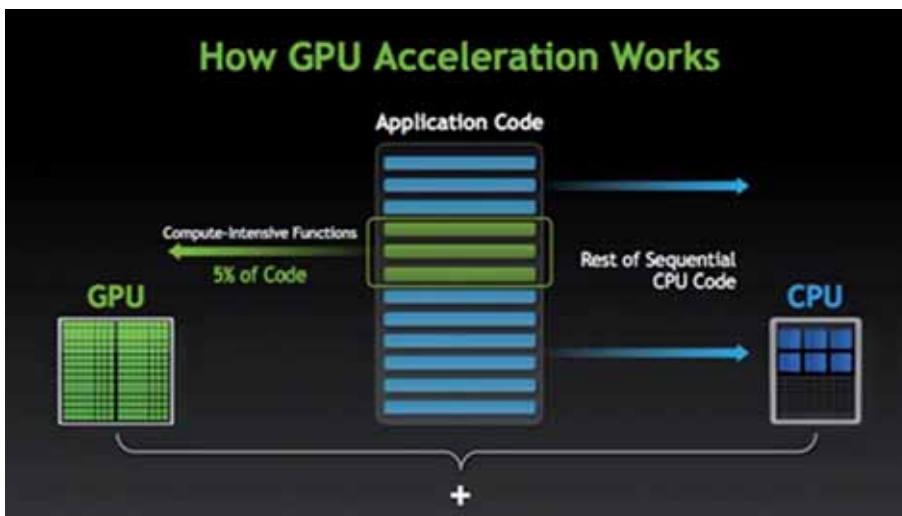 How GPU Acceleration Works
Application Code
Compute-Intensive Functions
5% of Code
Rest of Sequential
CPU Code
GPU
CPU
+